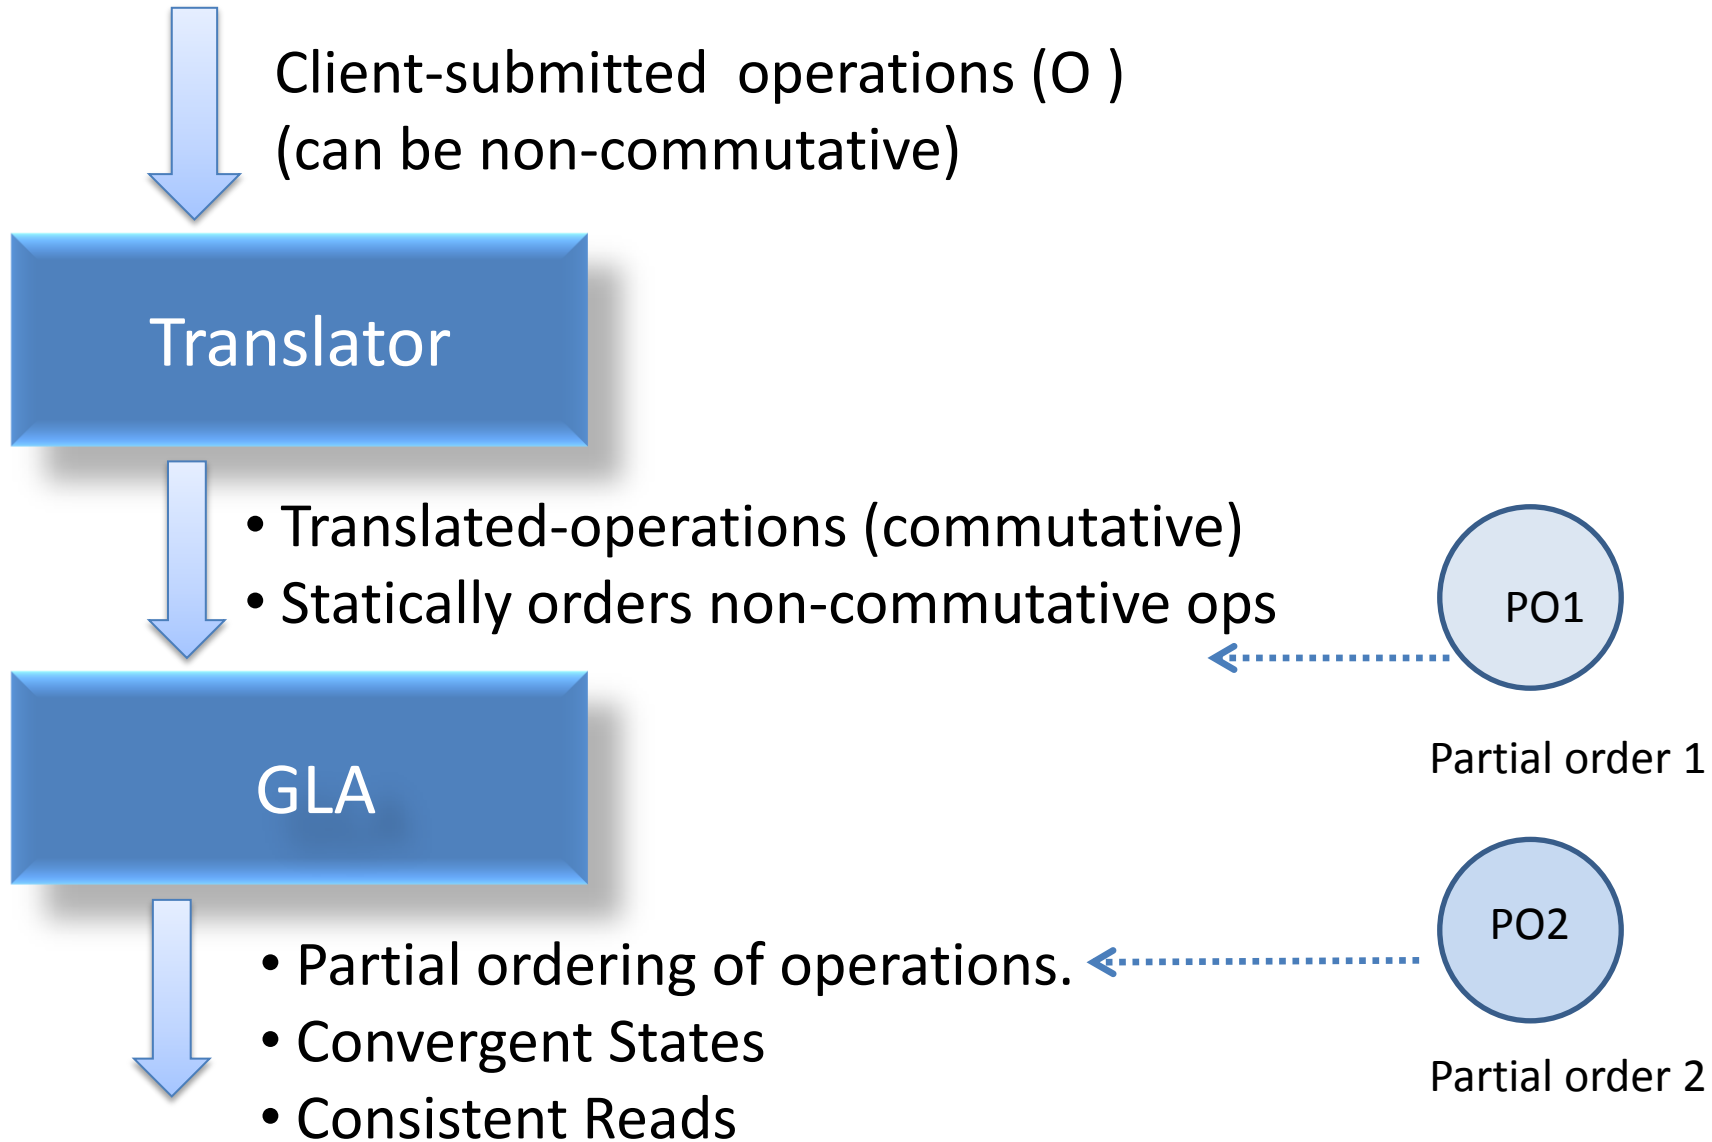 Client-submitted operations (O )
(can be non-commutative)
Translator
• Translated-operations (commutative)
• Statically orders non-commutative ops
PO1
Partial order 1
GLA
PO2
• Partial ordering of operations.
• Convergent States
Partial order 2
• Consistent Reads